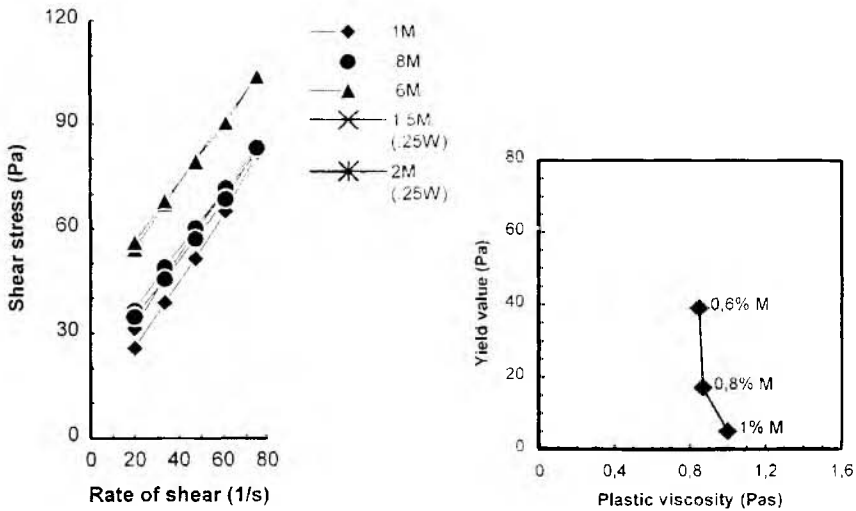 120
90
60
30
0
Shear stress (Pa)
0 20 40 60 80
Rate of shear (1/s)
1M
.8M
.6M
1.5M
(.25W)
2M
(.25W)
80
60
40
20
0
Yield value (Pa)
0,6% M
0,8% M
1% M
0 0,4 0,8 1,2 1,6
Plastic viscosity (Pas)